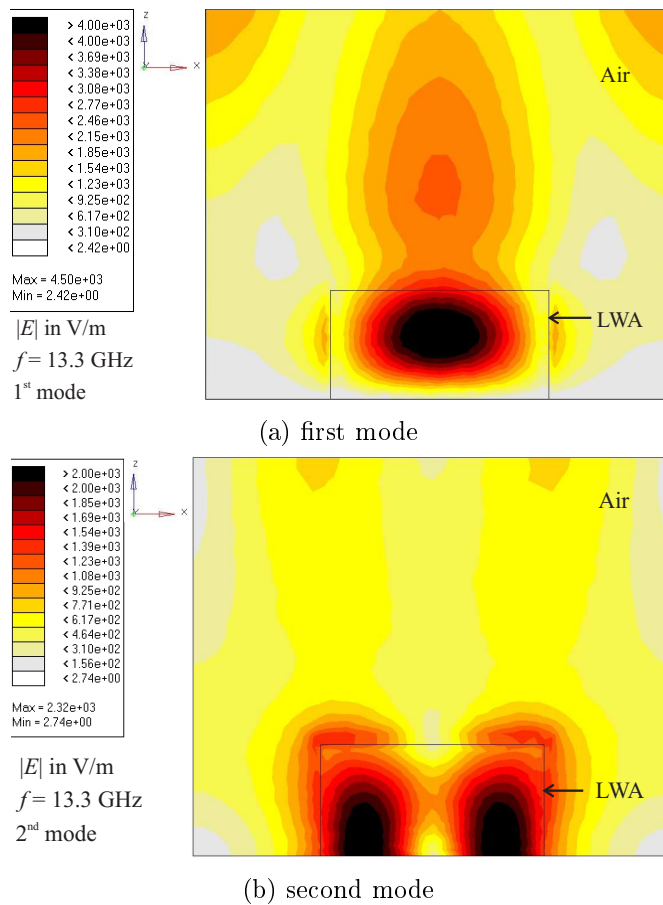 > 4.00e+03
< 4.00e+03
< 3.69e+03
< 3.38e+03
< 3.08e+03
< 2.77e+03
< 2.46e+03
< 2.15e+03
< 1.85e+03
< 1.54e+03
< 1.23e+03
< 9.25e+02
< 6.17e+02
< 3.10e+02
< 2.42e+00
Max = 4.50e+03
Min = 2.42e+00
z
Y
X
Air
LWA
|E| in V/m
f = 13.3 GHz
1st mode
(a) first mode
> 2.00e+03
< 2.00e+03
< 1.85e+03
< 1.69e+03
< 1.54e+03
< 1.39e+03
< 1.23e+03
< 1.08e+03
< 9.25e+02
< 7.71e+02
< 6.17e+02
< 4.64e+02
< 3.10e+02
< 1.56e+02
< 2.74e+00
Max = 2.32e+03
Min = 2.74e+00
z
Y
X
Air
LWA
|E| in V/m
f = 13.3 GHz
2nd mode
(b) second mode